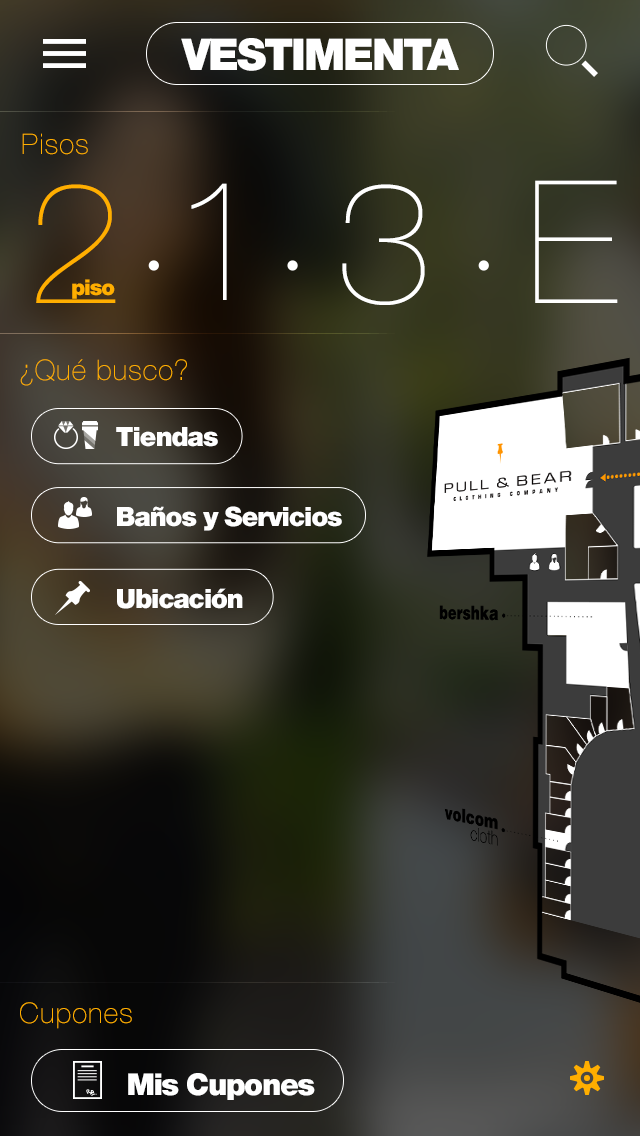 VESTIMENTA
Pisos
2 · 1 · 3 · E
piso
¿Qué busco?
Tiendas
Baños y Servicios
Ubicación
PULL & BEAR
CLOTHING COMPANY
bershka
volcom
cloth
Cupones
Mis Cupones